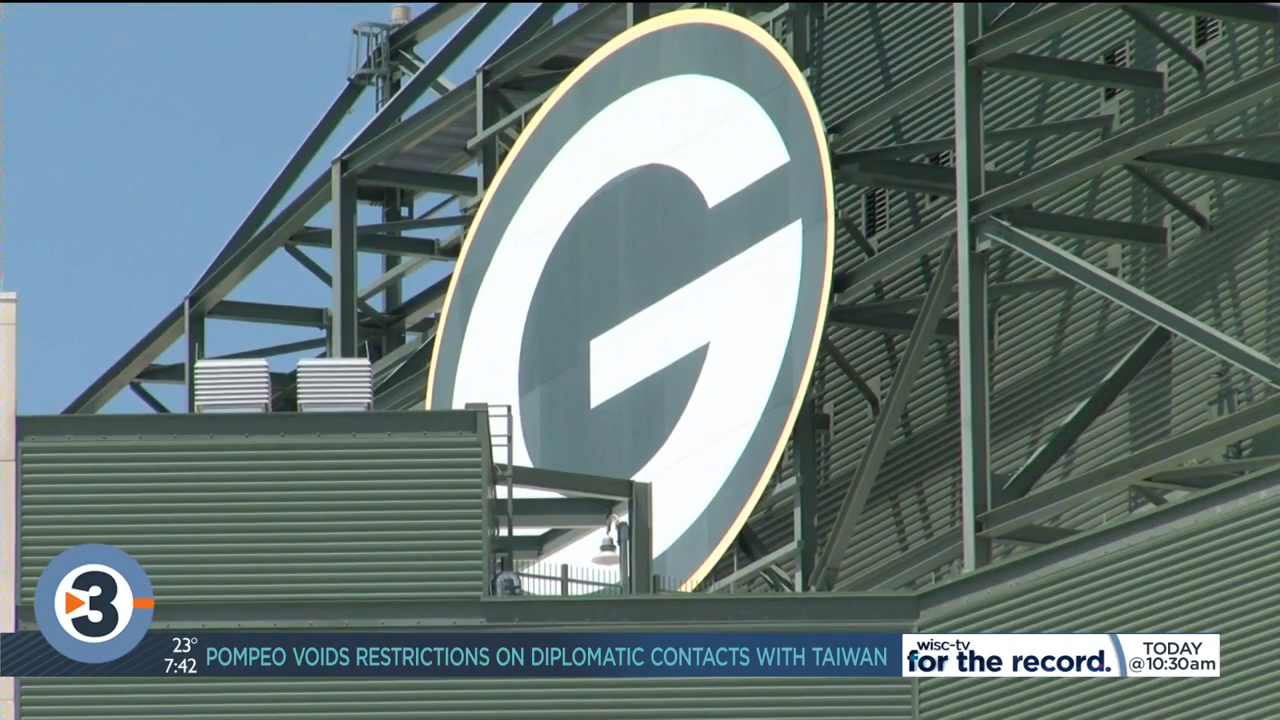 G
3
23°
7:42
POMPEO VOIDS RESTRICTIONS ON DIPLOMATIC CONTACTS WITH TAIWAN
wisc-tv
for the record.
TODAY
@10:30am